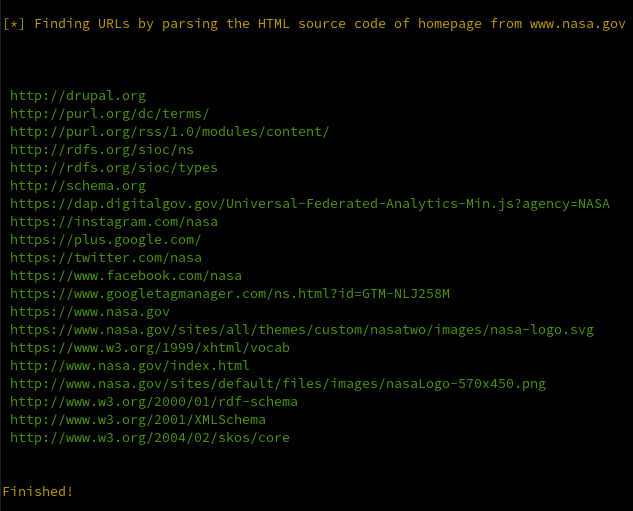 [*] Finding URLs by parsing the HTML source code of homepage from www.nasa.gov
http://drupal.org
http://purl.org/dc/terms/
http://purl.org/rss/1.0/modules/content/
http://rdfs.org/sioc/ns
http://rdfs.org/sioc/types
http://schema.org
https://dap.digitalgov.gov/Universal-Federated-Analytics-Min.js?agency=NASA
https://instagram.com/nasa
https://plus.google.com/
https://twitter.com/nasa
https://www.facebook.com/nasa
https://www.googletagmanager.com/ns.html?id=GTM-NLJ258M
https://www.nasa.gov
https://www.nasa.gov/sites/all/themes/custom/nasatwo/images/nasa-logo.svg
https://www.w3.org/1999/xhtml/vocab
http://www.nasa.gov/index.html
http://www.nasa.gov/sites/default/files/images/nasaLogo-570x450.png
http://www.w3.org/2000/01/rdf-schema
http://www.w3.org/2001/XMLSchema
http://www.w3.org/2004/02/skos/core
Finished!